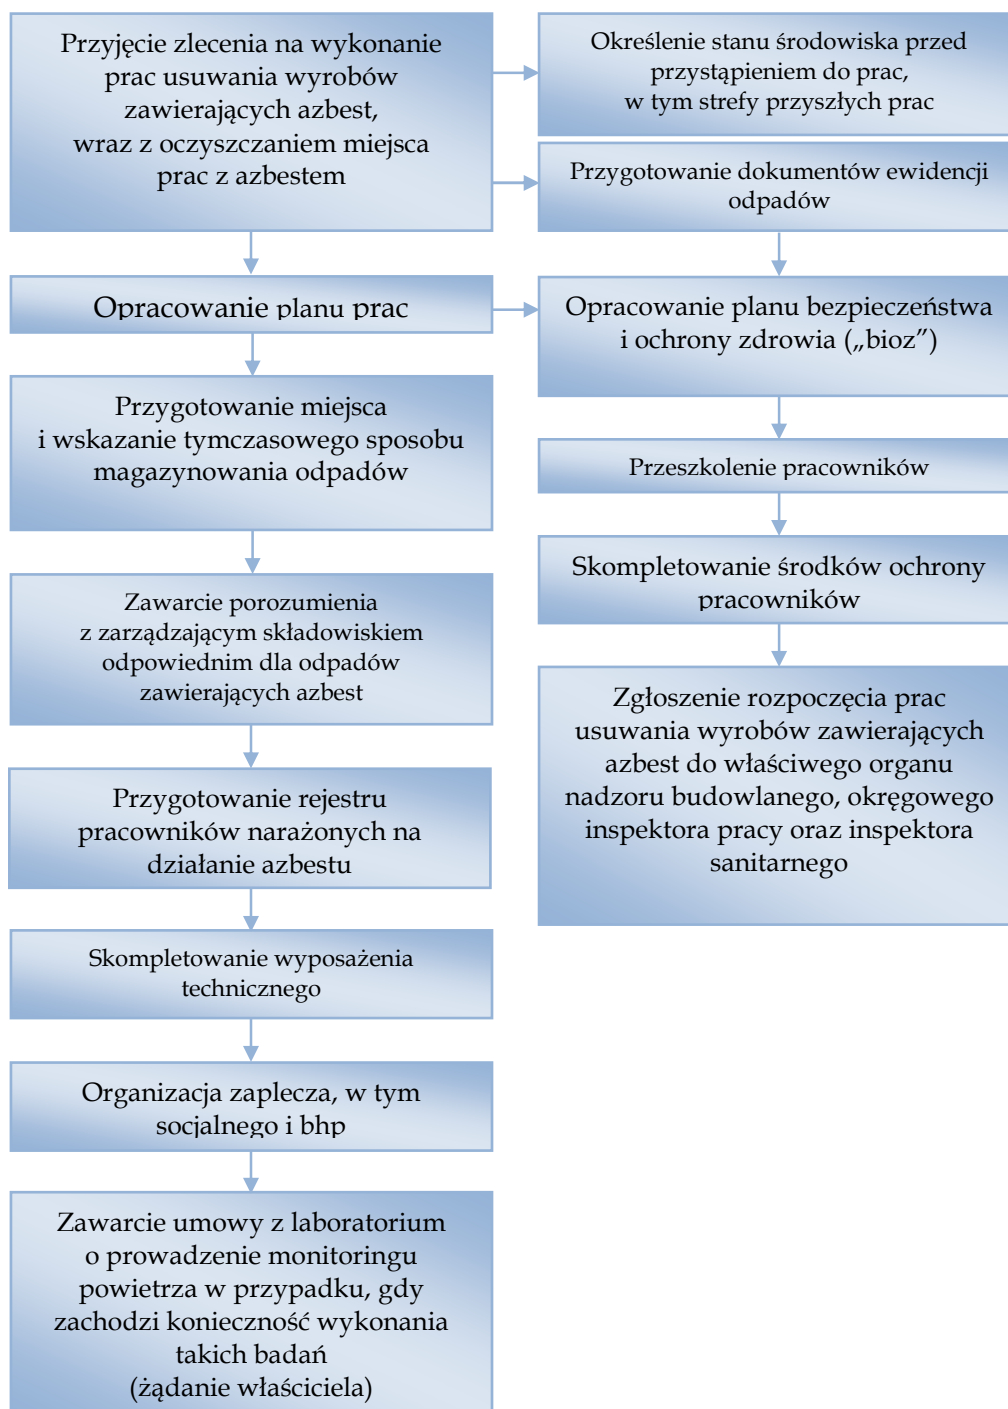 Przyjęcie zlecenia na wykonanie
prac usuwania wyrobów
zawierających azbest,
wraz z oczyszczaniem miejsca
prac z azbestem
Określenie stanu środowiska przed
przystąpieniem do prac,
w tym strefy przyszłych prac
Przygotowanie dokumentów ewidencji
odpadów
Opracowanie planu prac
Opracowanie planu bezpieczeństwa
i ochrony zdrowia („bioz”)
Przygotowanie miejsca
i wskazanie tymczasowego sposobu
magazynowania odpadów
Przeszkolenie pracowników
Skompletowanie środków ochrony
pracowników
Zawarcie porozumienia
z zarządzającym składowiskiem
odpowiednim dla odpadów
zawierających azbest
Zgłoszenie rozpoczęcia prac
usuwania wyrobów zawierających
azbest do właściwego organu
nadzoru budowlanego, okręgowego
inspektora pracy oraz inspektora
sanitarnego
Przygotowanie rejestru
pracowników narażonych na
działanie azbestu
Skompletowanie wyposażenia
technicznego
Organizacja zaplecza, w tym
socjalnego i bhp
Zawarcie umowy z laboratorium
o prowadzenie monitoringu
powietrza w przypadku, gdy
zachodzi konieczność wykonania
takich badań
(żądanie właściciela)